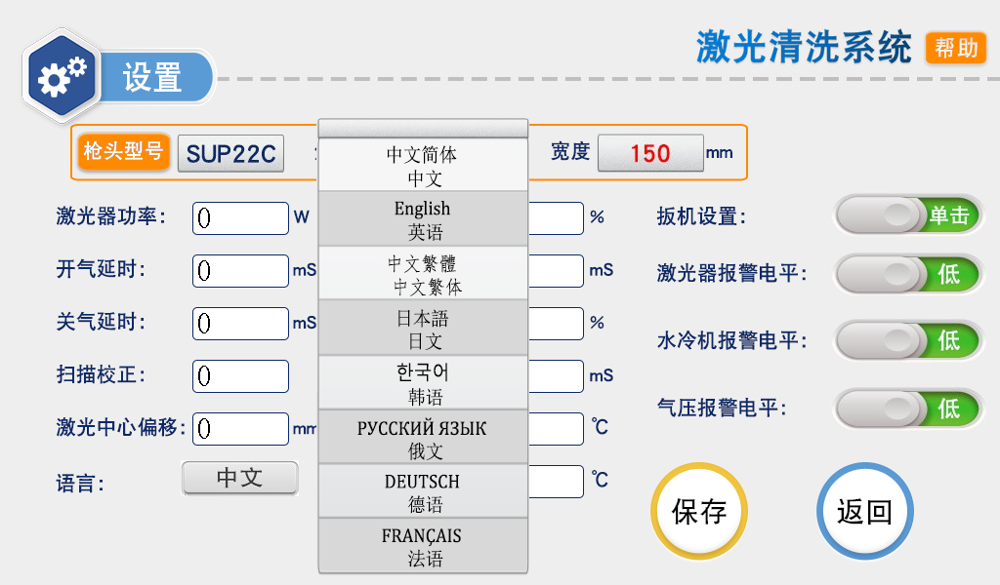 激光清洗系统
帮助
设置
枪头型号
SUP22C
宽度
150
mm
激光器功率:
0
W
%
扳机设置:
单击
开气延时:
0
mS
mS
激光器报警电平:
低
关气延时:
0
mS
%
水冷机报警电平:
低
扫描校正:
0
mS
气压报警电平:
低
激光中心偏移:
0
mm
℃
语言:
中文
℃
保存
返回
中文简体
中文
English
英语
中文繁體
中文繁体
日本語
日文
한국어
韩语
РУССКИЙ ЯЗЫК
俄文
DEUTSCH
德语
FRANÇAIS
法语